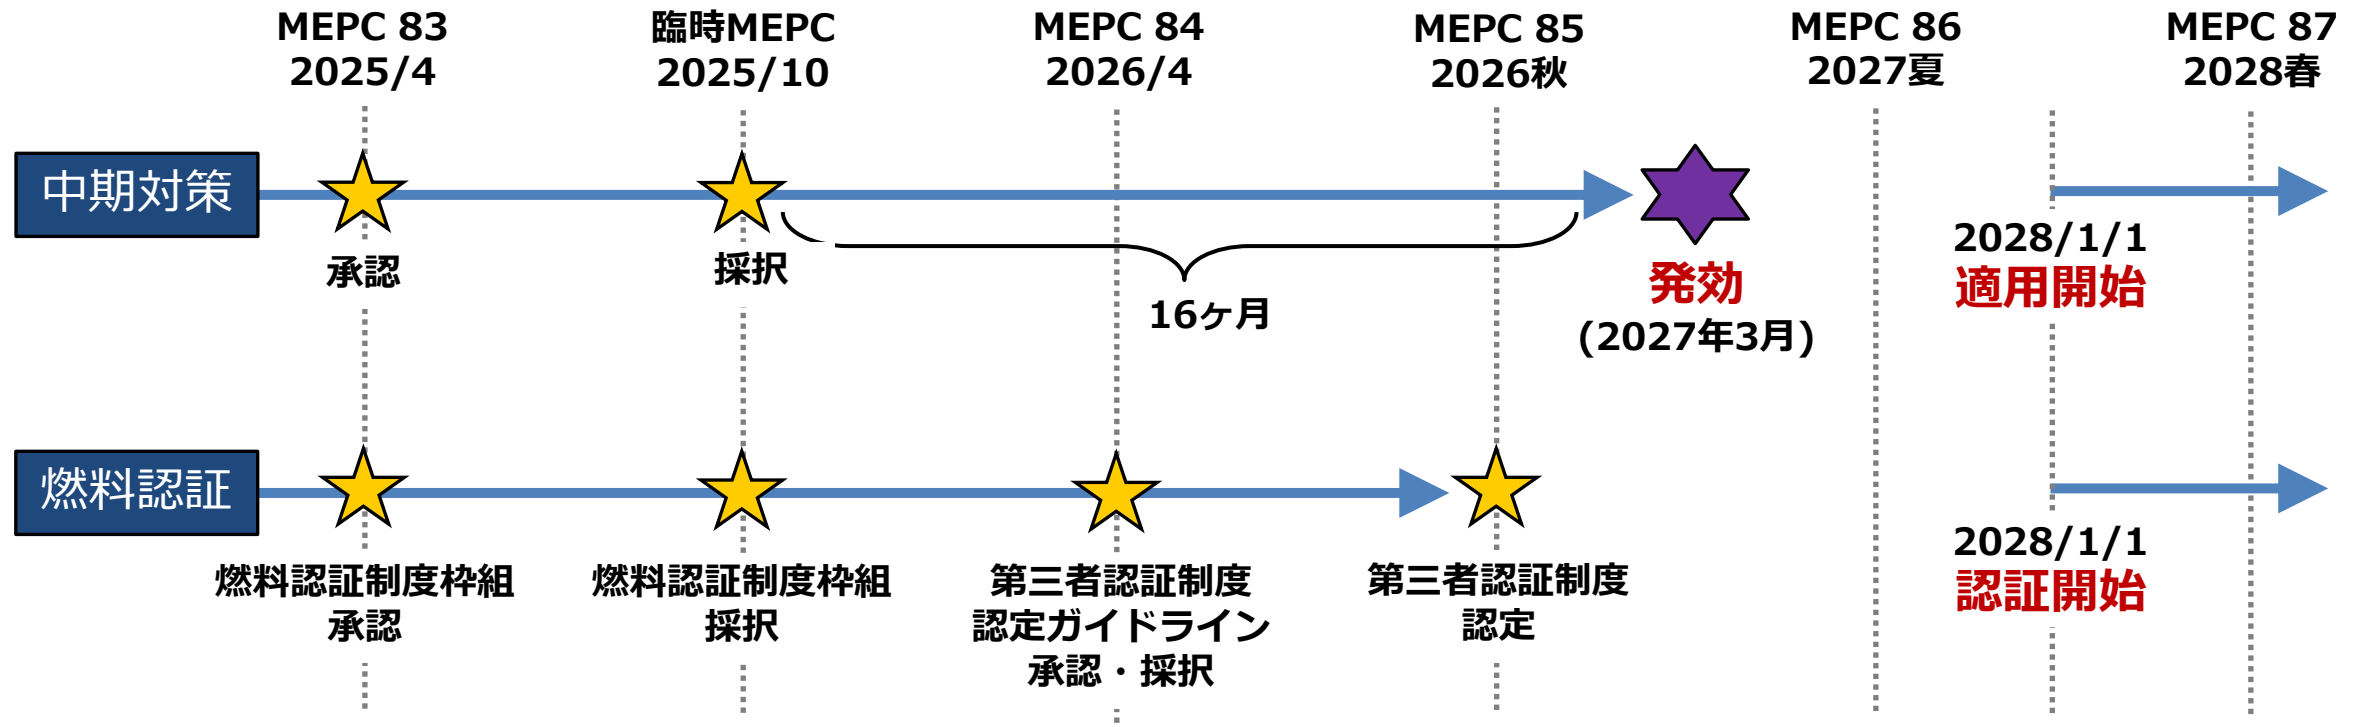 MEPC 83
2025/4
臨時MEPC
2025/10
MEPC 84
2026/4
MEPC 85
2026秋
MEPC 86
2027夏
MEPC 87
2028春
中期対策
承認
採択
16ヶ月
発効
(2027年3月)
2028/1/1
適用開始
燃料認証
燃料認証制度枠組
承認
燃料認証制度枠組
採択
第三者認証制度
認定ガイドライン
承認・採択
第三者認証制度
認定
2028/1/1
認証開始